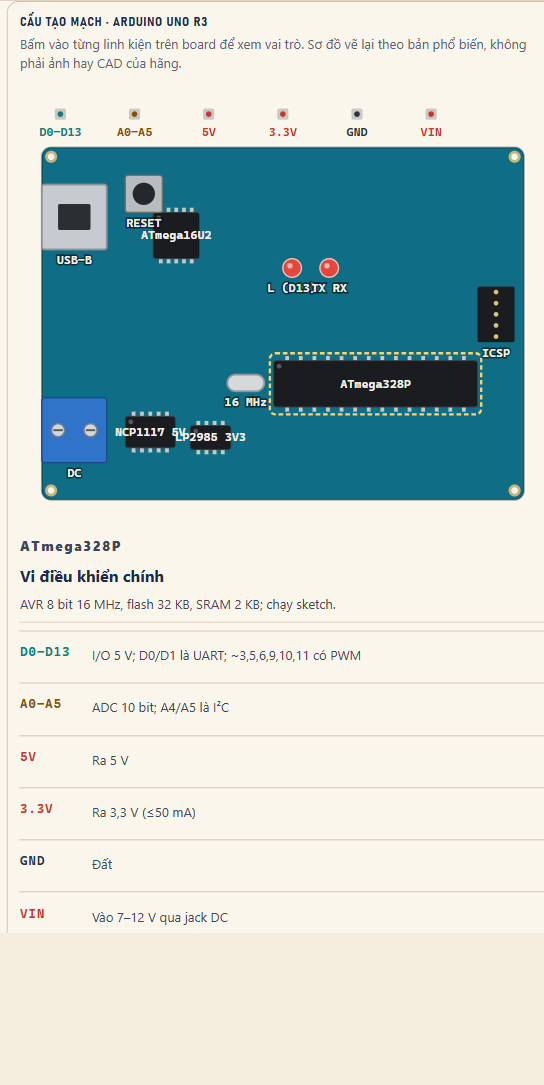 CẤU TẠO MẠCH · ARDUINO UNO R3
Bấm vào từng linh kiện trên board để xem vai trò. Sơ đồ vẽ lại theo bản phổ biến, không
phải ảnh hay CAD của hãng.
D0–D13 A0–A5 5V 3.3V GND VIN
RESET
ATmega16U2
USB-B
L (D13)
TX RX
ICSP
ATmega328P
16 MHz
NCP1117 5V
LP2985 3V3
DC
ATmega328P
Vi điều khiển chính
AVR 8 bit 16 MHz, flash 32 KB, SRAM 2 KB; chạy sketch.
D0–D13 I/O 5 V; D0/D1 là UART; ~3,5,6,9,10,11 có PWM
A0–A5 ADC 10 bit; A4/A5 là I²C
5V Ra 5 V
3.3V Ra 3,3 V (≤50 mA)
GND Đất
VIN Vào 7–12 V qua jack DC